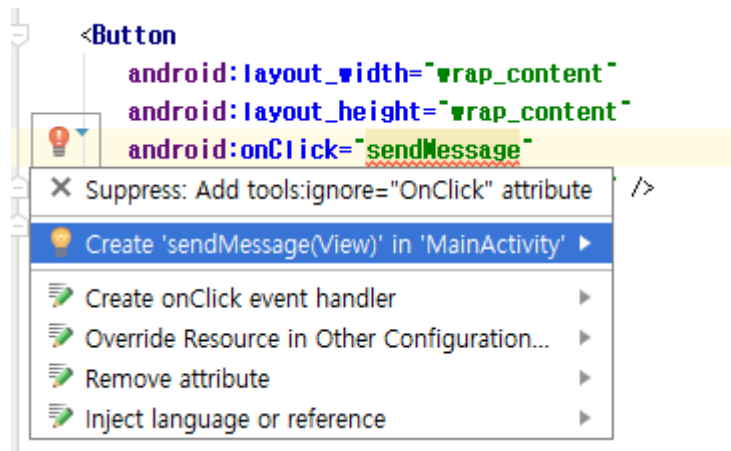 <Button
android:layout_width="wrap_content"
android:layout_height="wrap_content"
android:onClick="sendMessage"
Suppress: Add tools:ignore="OnClick" attribute
" />
Create 'sendMessage(View)' in 'MainActivity'
Create onClick event handler
Override Resource in Other Configuration...
Remove attribute
Inject language or reference